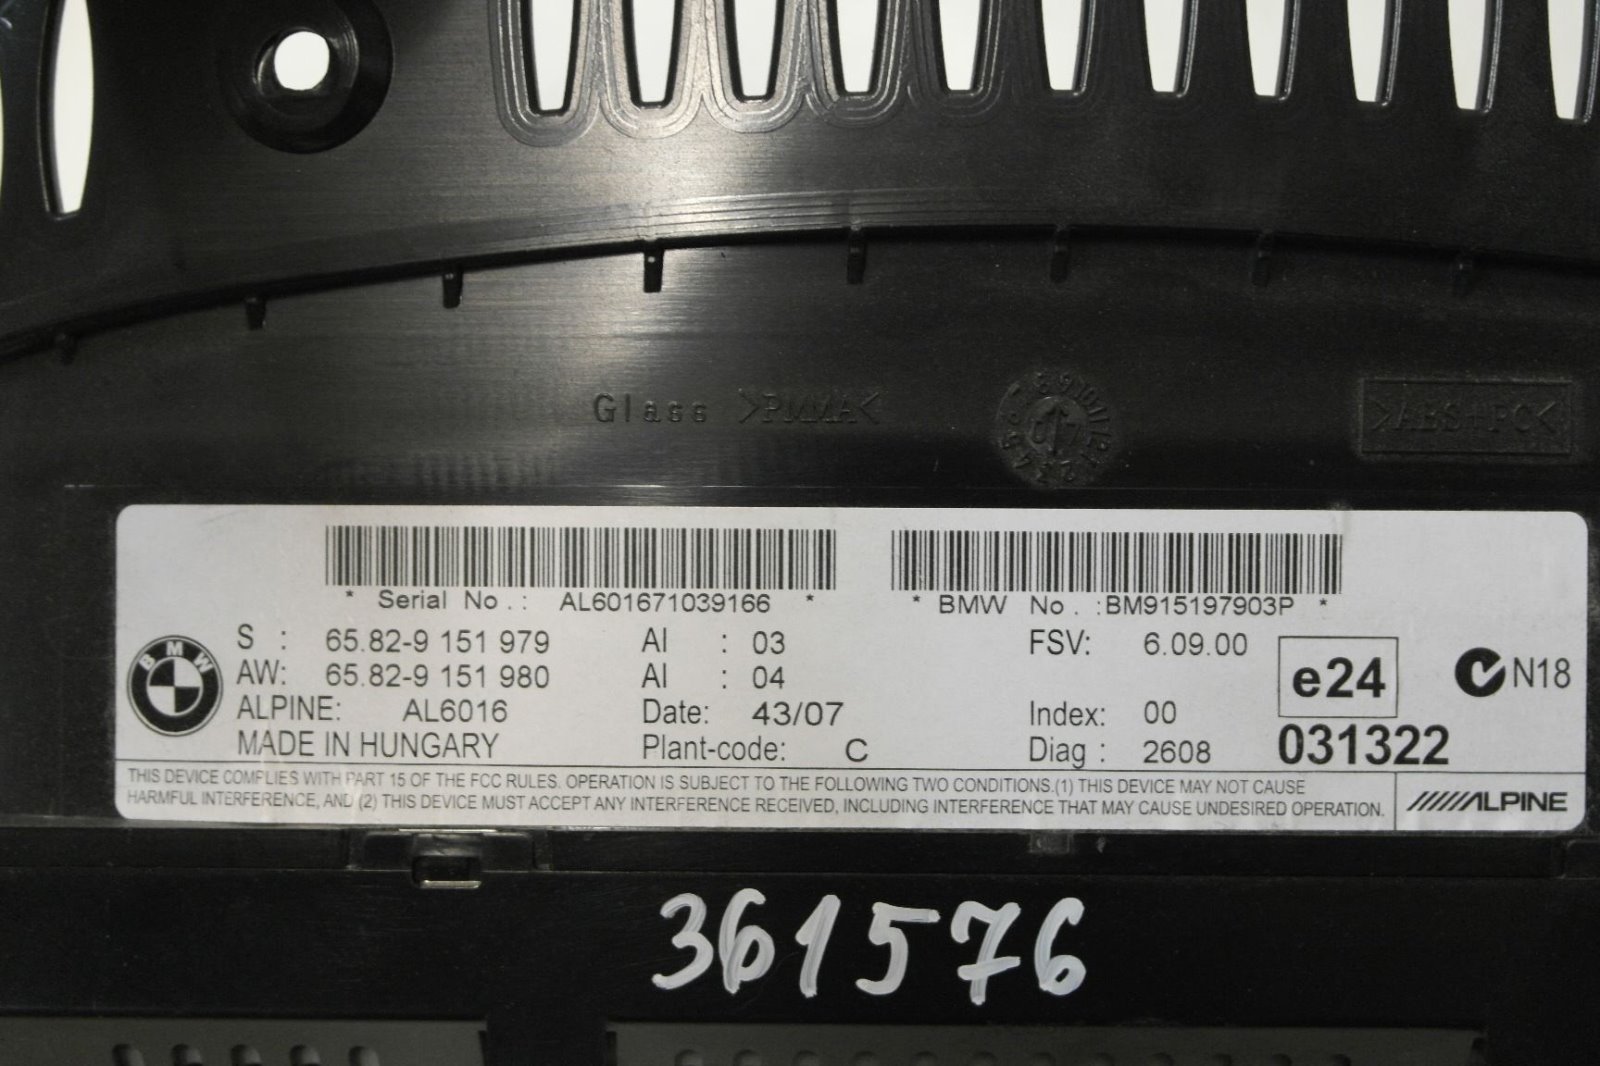 Glass >PMMA<
>ABS+PC<
* Serial No.: AL601671039166 *
* BMW No. :BM915197903P *
S : 65.82-9 151 979 AI : 03 FSV: 6.09.00
AW: 65.82-9 151 980 AI : 04
ALPINE: AL6016 Date: 43/07 Index: 00
MADE IN HUNGARY Plant-code: C Diag : 2608
BMW
e24
031322
N18
THIS DEVICE COMPLIES WITH PART 15 OF THE FCC RULES. OPERATION IS SUBJECT TO THE FOLLOWING TWO CONDITIONS.(1) THIS DEVICE MAY NOT CAUSE
HARMFUL INTERFERENCE, AND (2) THIS DEVICE MUST ACCEPT ANY INTERFERENCE RECEIVED, INCLUDING INTERFERENCE THAT MAY CAUSE UNDESIRED OPERATION.
ALPINE
361576